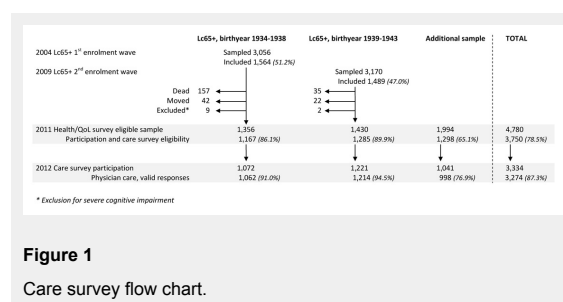 Lc65+, birthyear 1934-1938 Lc65+, birthyear 1939-1943 Additional sample TOTAL
2004 Lc65+ 1st enrolment wave Sampled 3,056
Included 1,564 (51.2%)
2009 Lc65+ 2nd enrolment wave Sampled 3,170
Included 1,489 (47.0%)
Dead 157 35
Moved 42 22
Excluded* 9 2
2011 Health/QoL survey eligible sample 1,356 1,430 1,994 4,780
Participation and care survey eligibility 1,167 (86.1%) 1,285 (89.9%) 1,298 (65.1%) 3,750 (78.5%)
2012 Care survey participation 1,072 1,221 1,041 3,334
Physician care, valid responses 1,062 (91.0%) 1,214 (94.5%) 998 (76.9%) 3,274 (87.3%)
* Exclusion for severe cognitive impairment
Figure 1
Care survey flow chart.